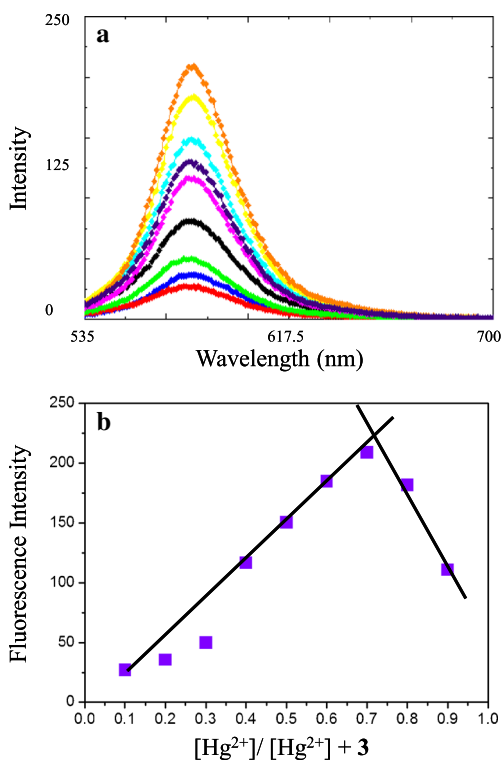 a
250
125
0
Intensity
535 617.5 700
Wavelength (nm)
b
250
200
150
100
50
0
Fluorescence Intensity
0.0 0.1 0.2 0.3 0.4 0.5 0.6 0.7 0.8 0.9 1.0
[Hg²⁺]/ [Hg²⁺] + 3